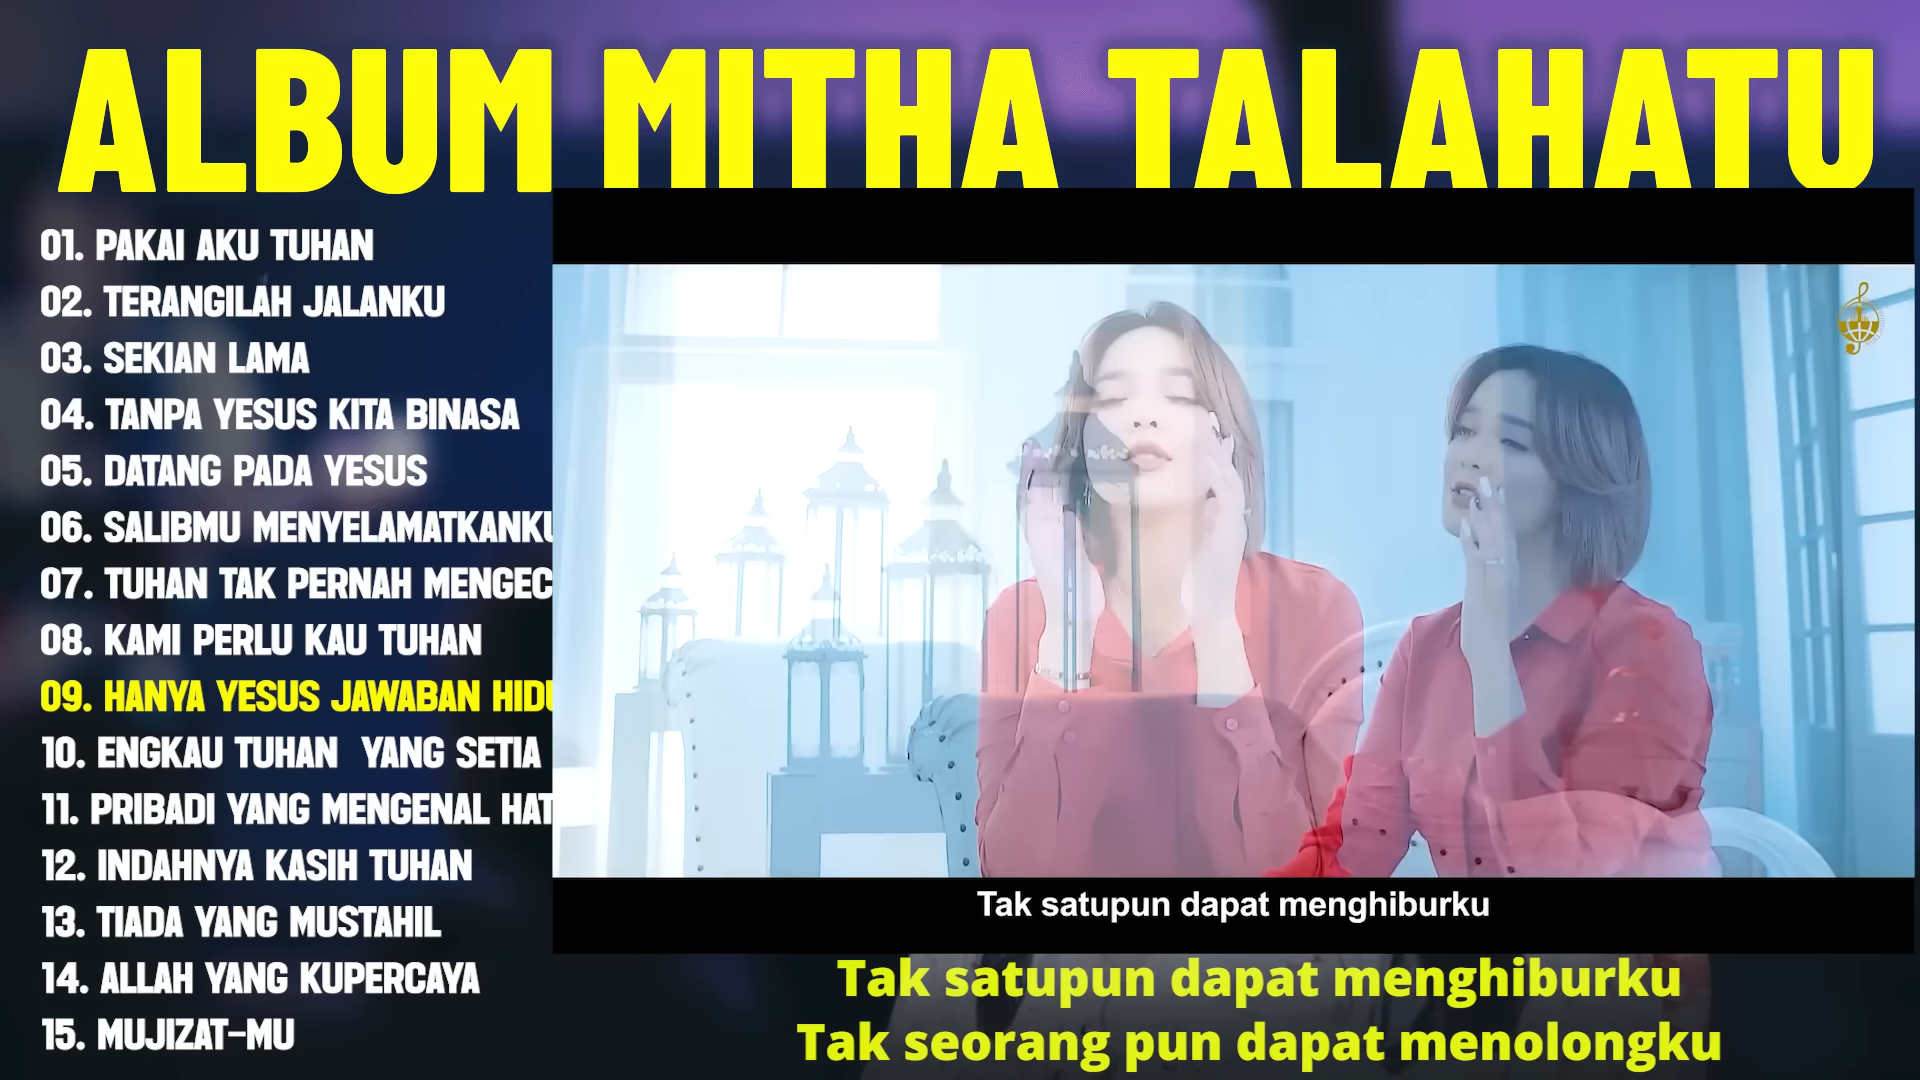 ALBUM MITHA TALAHATU
01. PAKAI AKU TUHAN
02. TERANGILAH JALANKU
03. SEKIAN LAMA
04. TANPA YESUS KITA BINASA
05. DATANG PADA YESUS
06. SALIBMU MENYELAMATKANKU
07. TUHAN TAK PERNAH MENGEC
08. KAMI PERLU KAU TUHAN
09. HANYA YESUS JAWABAN HIDU
10. ENGKAU TUHAN YANG SETIA
11. PRIBADI YANG MENGENAL HAT
12. INDAHNYA KASIH TUHAN
13. TIADA YANG MUSTAHIL
14. ALLAH YANG KUPERCAYA
15. MUJIZAT-MU
Tak satupun dapat menghiburku
Tak satupun dapat menghiburku
Tak seorang pun dapat menolongku